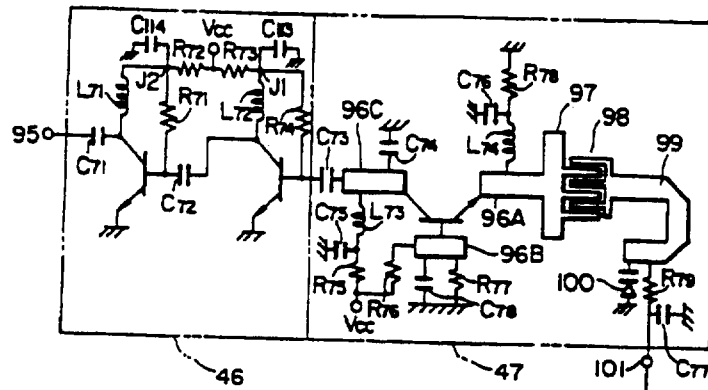 C114
Vcc
C113
R72
R73
J2
J1
L71
R71
L72
R74
95
C71
C72
C73
96C
C74
C75
L73
R75
R76
Vcc
C76
R78
L74
97
98
99
96A
96B
R77
C78
100
R79
C77
101
46
47